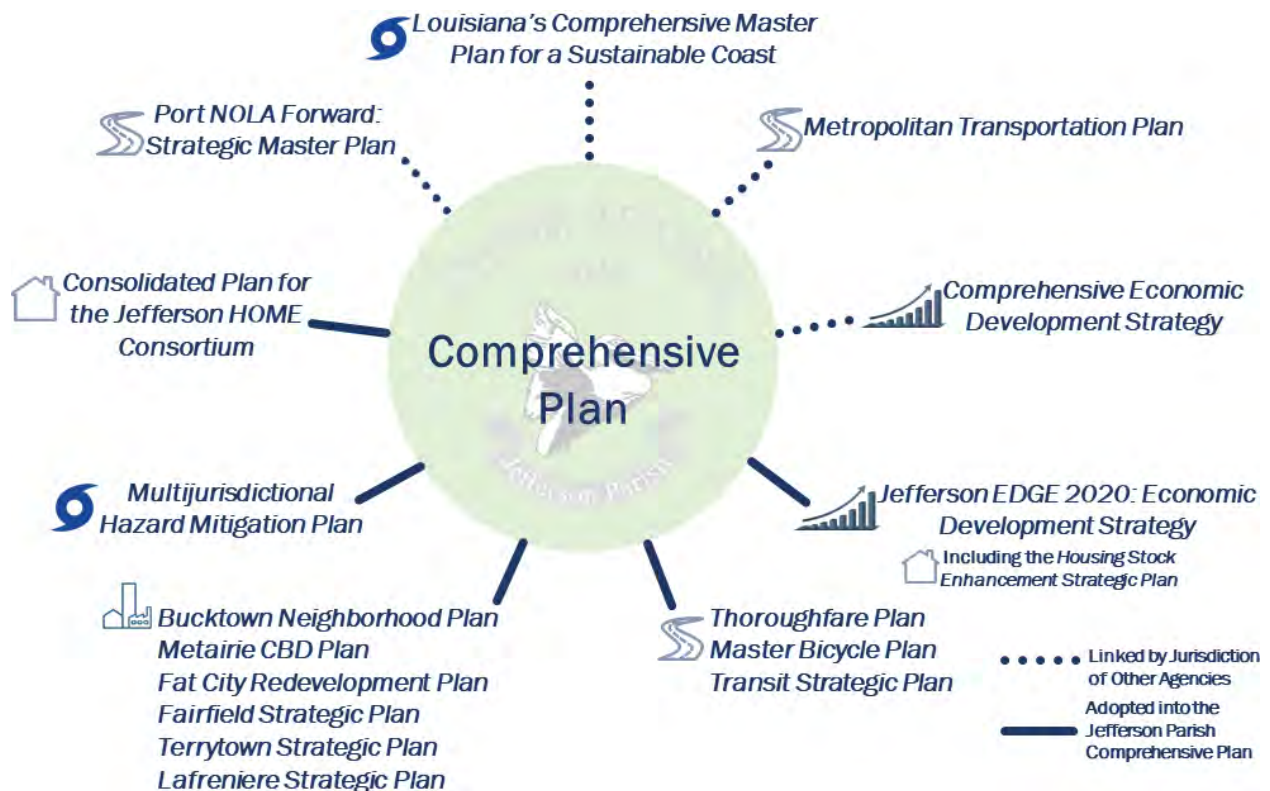 Louisiana's Comprehensive Master
Plan for a Sustainable Coast
Port NOLA Forward:
Strategic Master Plan
Metropolitan Transportation Plan
Consolidated Plan for
the Jefferson HOME
Consortium
Comprehensive Economic
Development Strategy
Comprehensive
Plan
Jefferson Parish
Multijurisdictional
Hazard Mitigation Plan
Jefferson EDGE 2020: Economic
Development Strategy
Including the Housing Stock
Enhancement Strategic Plan
Bucktown Neighborhood Plan
Metairie CBD Plan
Fat City Redevelopment Plan
Fairfield Strategic Plan
Terrytown Strategic Plan
Lafreniere Strategic Plan
Thoroughfare Plan
Master Bicycle Plan
Transit Strategic Plan
Linked by Jurisdiction
of Other Agencies
Adopted into the
Jefferson Parish
Comprehensive Plan